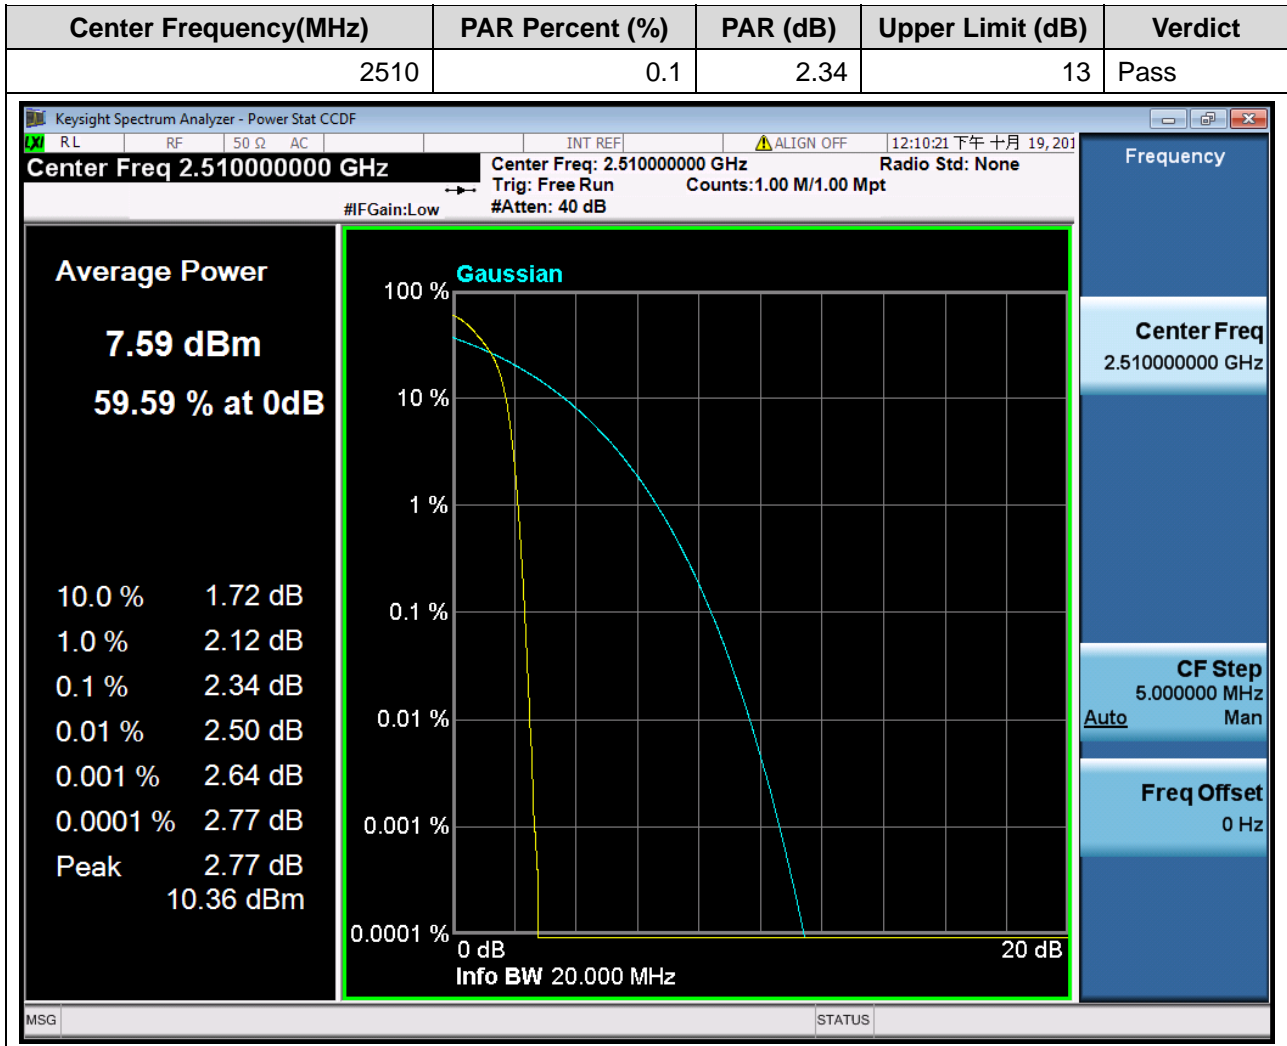 Center Frequency(MHz) PAR Percent (%) PAR (dB) Upper Limit (dB) Verdict
2510 0.1 2.34 13 Pass
Keysight Spectrum Analyzer - Power Stat CCDF
LXI RL RF 50 Ω AC INT REF ALIGN OFF 12:10:21 下午 十月 19, 201
Center Freq 2.510000000 GHz
Center Freq: 2.510000000 GHz Radio Std: None
Trig: Free Run Counts:1.00 M/1.00 Mpt
#IFGain:Low #Atten: 40 dB
Frequency
Average Power
7.59 dBm
59.59 % at 0dB
10.0 % 1.72 dB
1.0 % 2.12 dB
0.1 % 2.34 dB
0.01 % 2.50 dB
0.001 % 2.64 dB
0.0001 % 2.77 dB
Peak 2.77 dB
10.36 dBm
Gaussian
100 %
10 %
1 %
0.1 %
0.01 %
0.001 %
0.0001 %
0 dB 20 dB
Info BW 20.000 MHz
Center Freq
2.510000000 GHz
CF Step
5.000000 MHz
Auto Man
Freq Offset
0 Hz
MSG STATUS